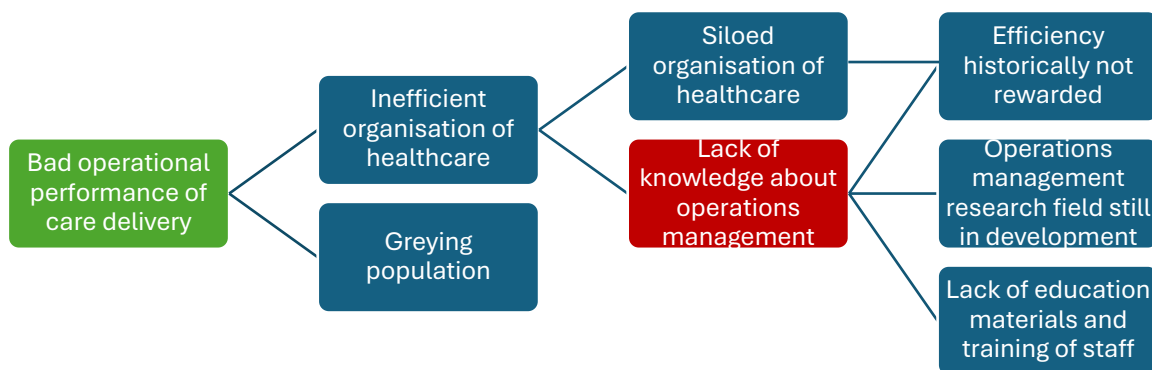 Bad operational
performance of
care delivery
Inefficient
organisation of
healthcare
Greying
population
Siloed
organisation of
healthcare
Lack of
knowledge about
operations
management
Efficiency
historically not
rewarded
Operations
management
research field still
in development
Lack of education
materials and
training of staff